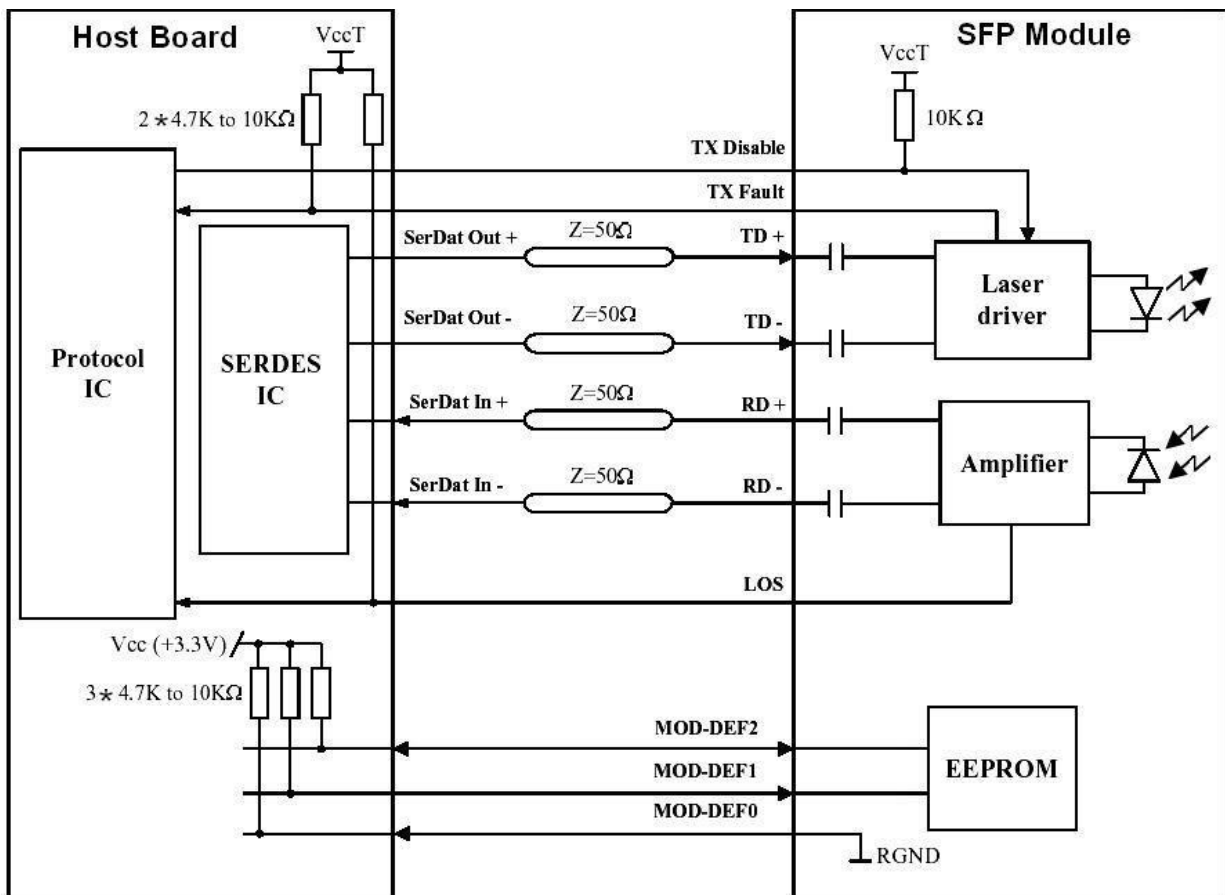 Host Board
SFP Module
VccT
VccT
2*4.7K to 10KΩ
10KΩ
TX Disable
TX Fault
SerDat Out +
Z=50Ω
TD +
SerDat Out -
Z=50Ω
TD -
Laser
driver
Protocol
IC
SERDES
IC
SerDat In +
Z=50Ω
RD +
SerDat In -
Z=50Ω
RD -
Amplifier
LOS
Vcc (+3.3V)
3*4.7K to 10KΩ
MOD-DEF2
MOD-DEF1
MOD-DEF0
EEPROM
RGND